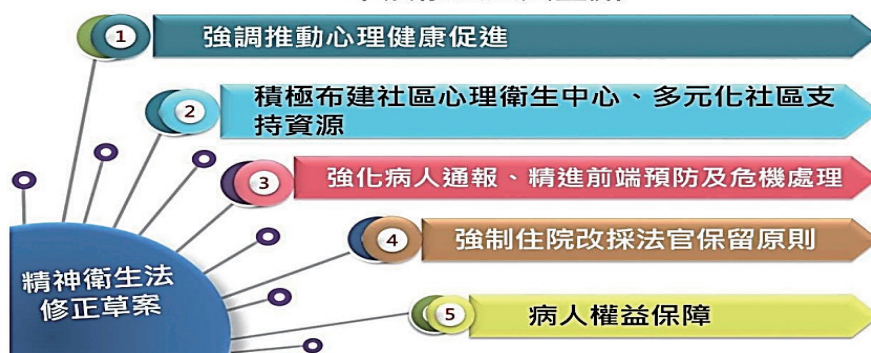 1
強調推動心理健康促進
2
積極布建社區心理衛生中心、多元化社區支
持資源
3
強化病人通報、精進前端預防及危機處理
4
強制住院改採法官保留原則
精神衛生法
修正草案
5
病人權益保障